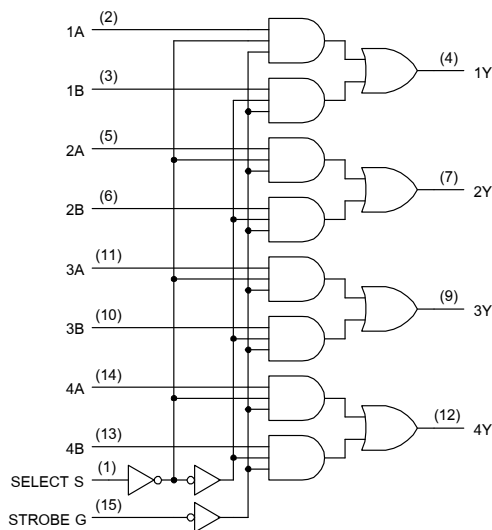 1A (2)
(4) 1Y
1B (3)
2A (5)
(7) 2Y
2B (6)
3A (11)
(9) 3Y
3B (10)
4A (14)
(12) 4Y
4B (13)
SELECT S (1)
STROBE G (15)